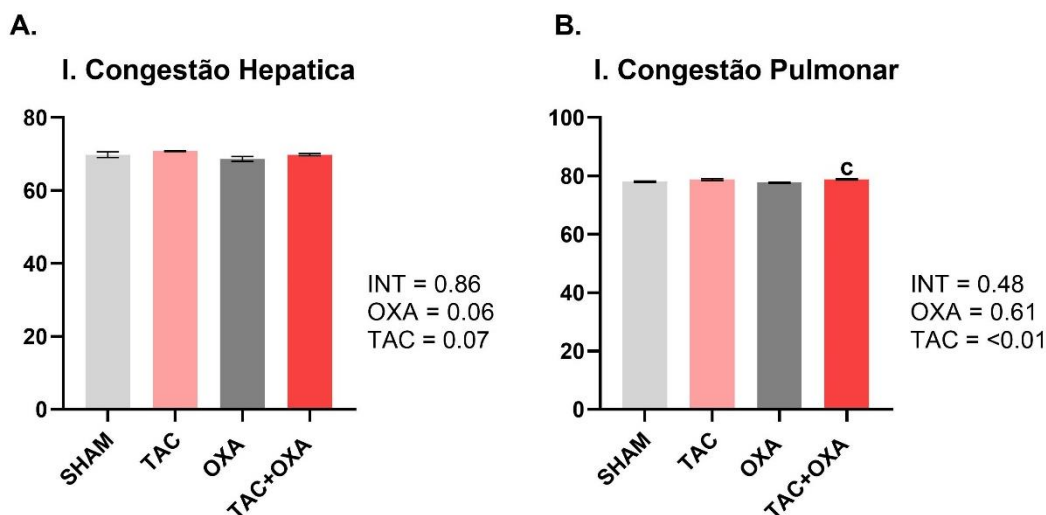 A.
I. Congestão Hepatica
80
60
40
20
0
SHAM
TAC
OXA
TAC+OXA
INT = 0.86
OXA = 0.06
TAC = 0.07
B.
I. Congestão Pulmonar
100
80
60
40
20
0
c
SHAM
TAC
OXA
TAC+OXA
INT = 0.48
OXA = 0.61
TAC = <0.01